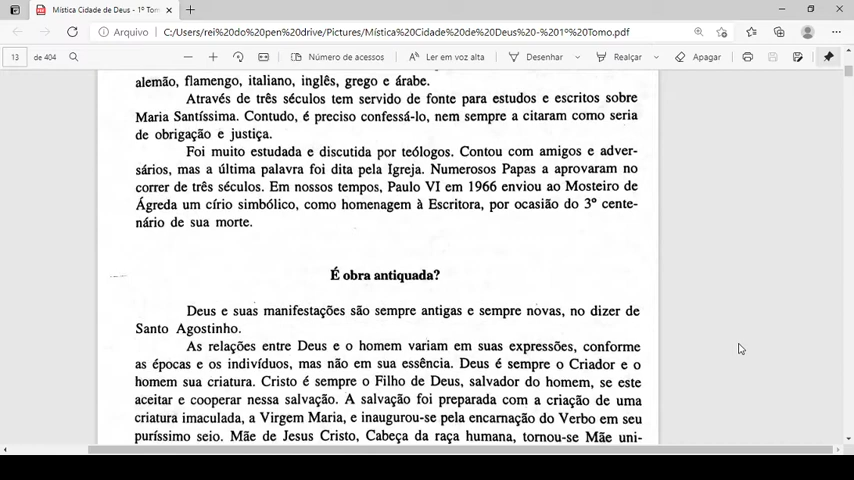 Mística Cidade de Deus - 1º Tom
Arquivo
C:/Users/rei%20do%20pen%20drive/Pictures/Mística%20Cidade%20de%20Deus%20-%201º%20Tomo.pdf
13 de 404
Número de acessos
Ler em voz alta
Desenhar
Realçar
Apagar
alemão, flamengo, italiano, inglês, grego e árabe.
Através de três séculos tem servido de fonte para estudos e escritos sobre
Maria Santíssima. Contudo, é preciso confessá-lo, nem sempre a citaram como seria
de obrigação e justiça.
Foi muito estudada e discutida por teólogos. Contou com amigos e adver-
sários, mas a última palavra foi dita pela Igreja. Numerosos Papas a aprovaram no
correr de três séculos. Em nossos tempos, Paulo VI em 1966 enviou ao Mosteiro de
Ágreda um círio simbólico, como homenagem à Escritora, por ocasião do 3º cente-
nário de sua morte.
É obra antiquada?
Deus e suas manifestações são sempre antigas e sempre novas, no dizer de
Santo Agostinho.
As relações entre Deus e o homem variam em suas expressões, conforme
as épocas e os indivíduos, mas não em sua essência. Deus é sempre o Criador e o
homem sua criatura. Cristo é sempre o Filho de Deus, salvador do homem, se este
aceitar e cooperar nessa salvação. A salvação foi preparada com a criação de uma
criatura imaculada, a Virgem Maria, e inaugurou-se pela encarnação do Verbo em seu
puríssimo seio. Mãe de Jesus Cristo, Cabeça da raça humana, tornou-se Mãe uni-